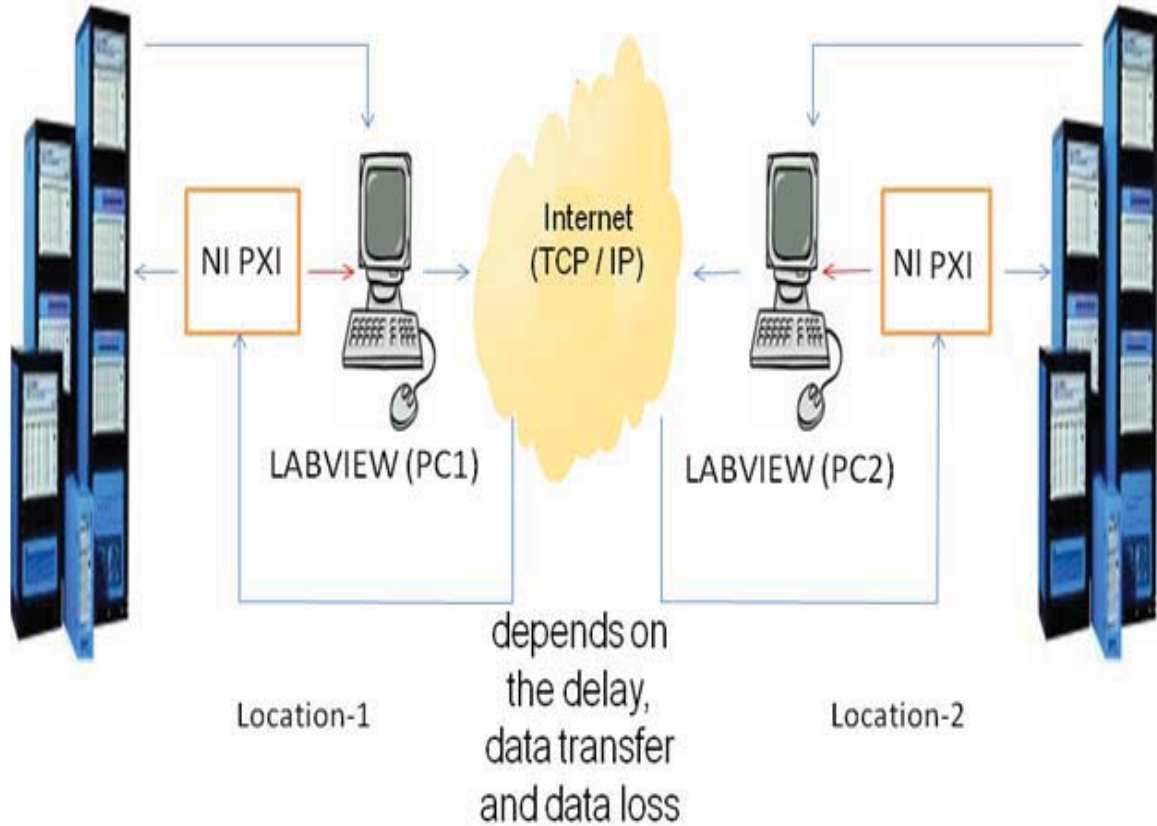 Internet
(TCP / IP)
NI PXI
NI PXI
LABVIEW (PC1)
LABVIEW (PC2)
depends on
the delay,
data transfer
and data loss
Location-1
Location-2